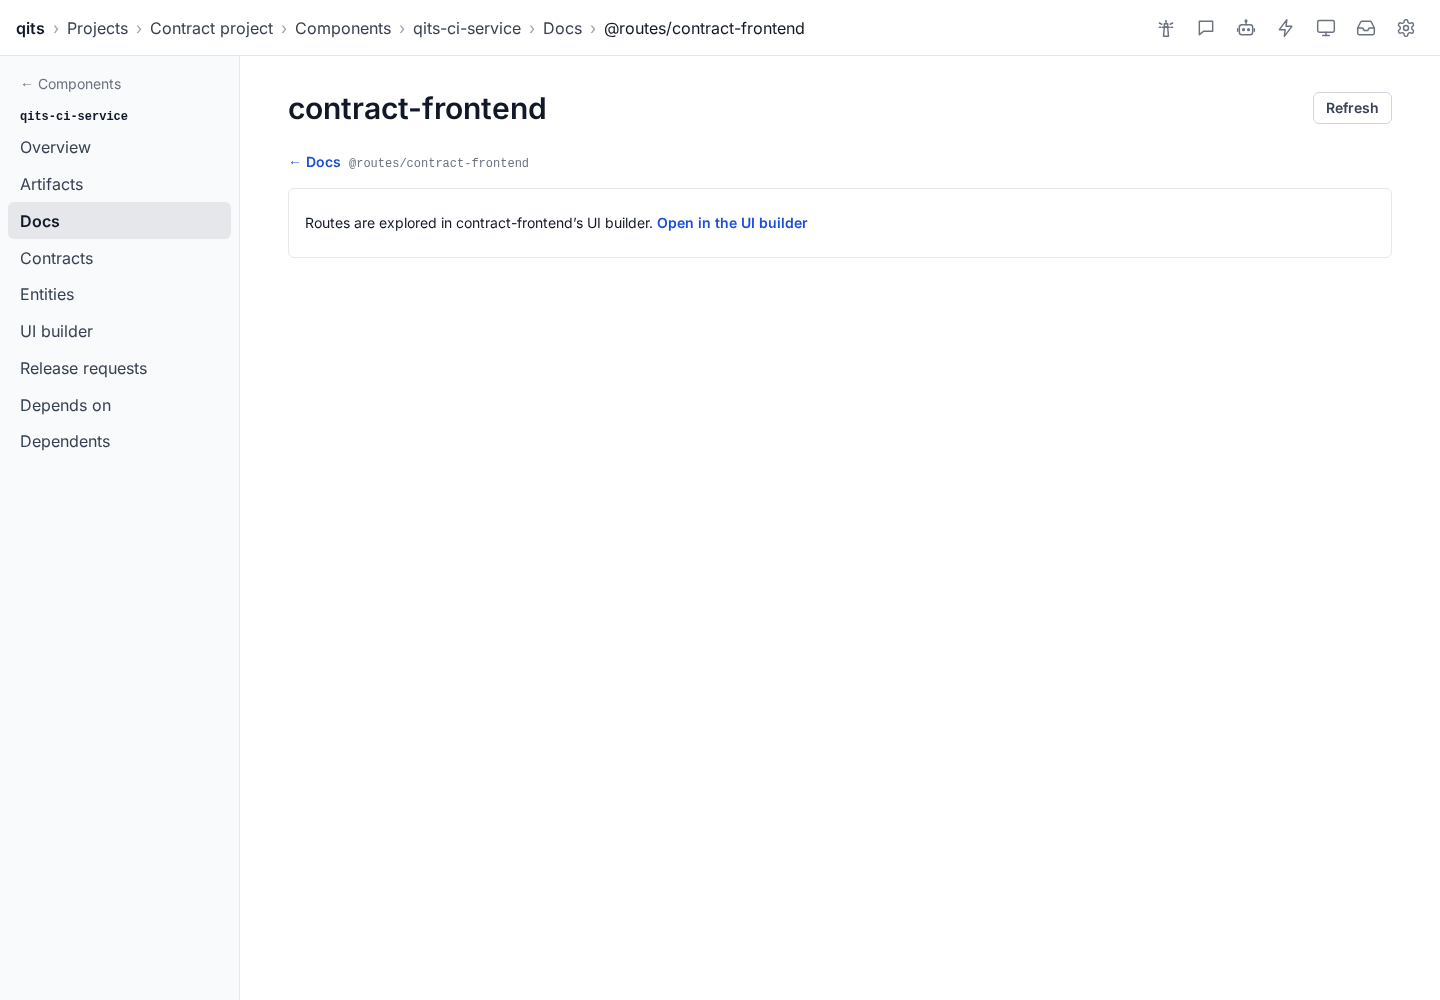 qits › Projects › Contract project › Components › qits-ci-service › Docs › @routes/contract-frontend
← Components
qits-ci-service
Overview
Artifacts
Docs
Contracts
Entities
UI builder
Release requests
Depends on
Dependents
contract-frontend
Refresh
← Docs @routes/contract-frontend
Routes are explored in contract-frontend’s UI builder. Open in the UI builder